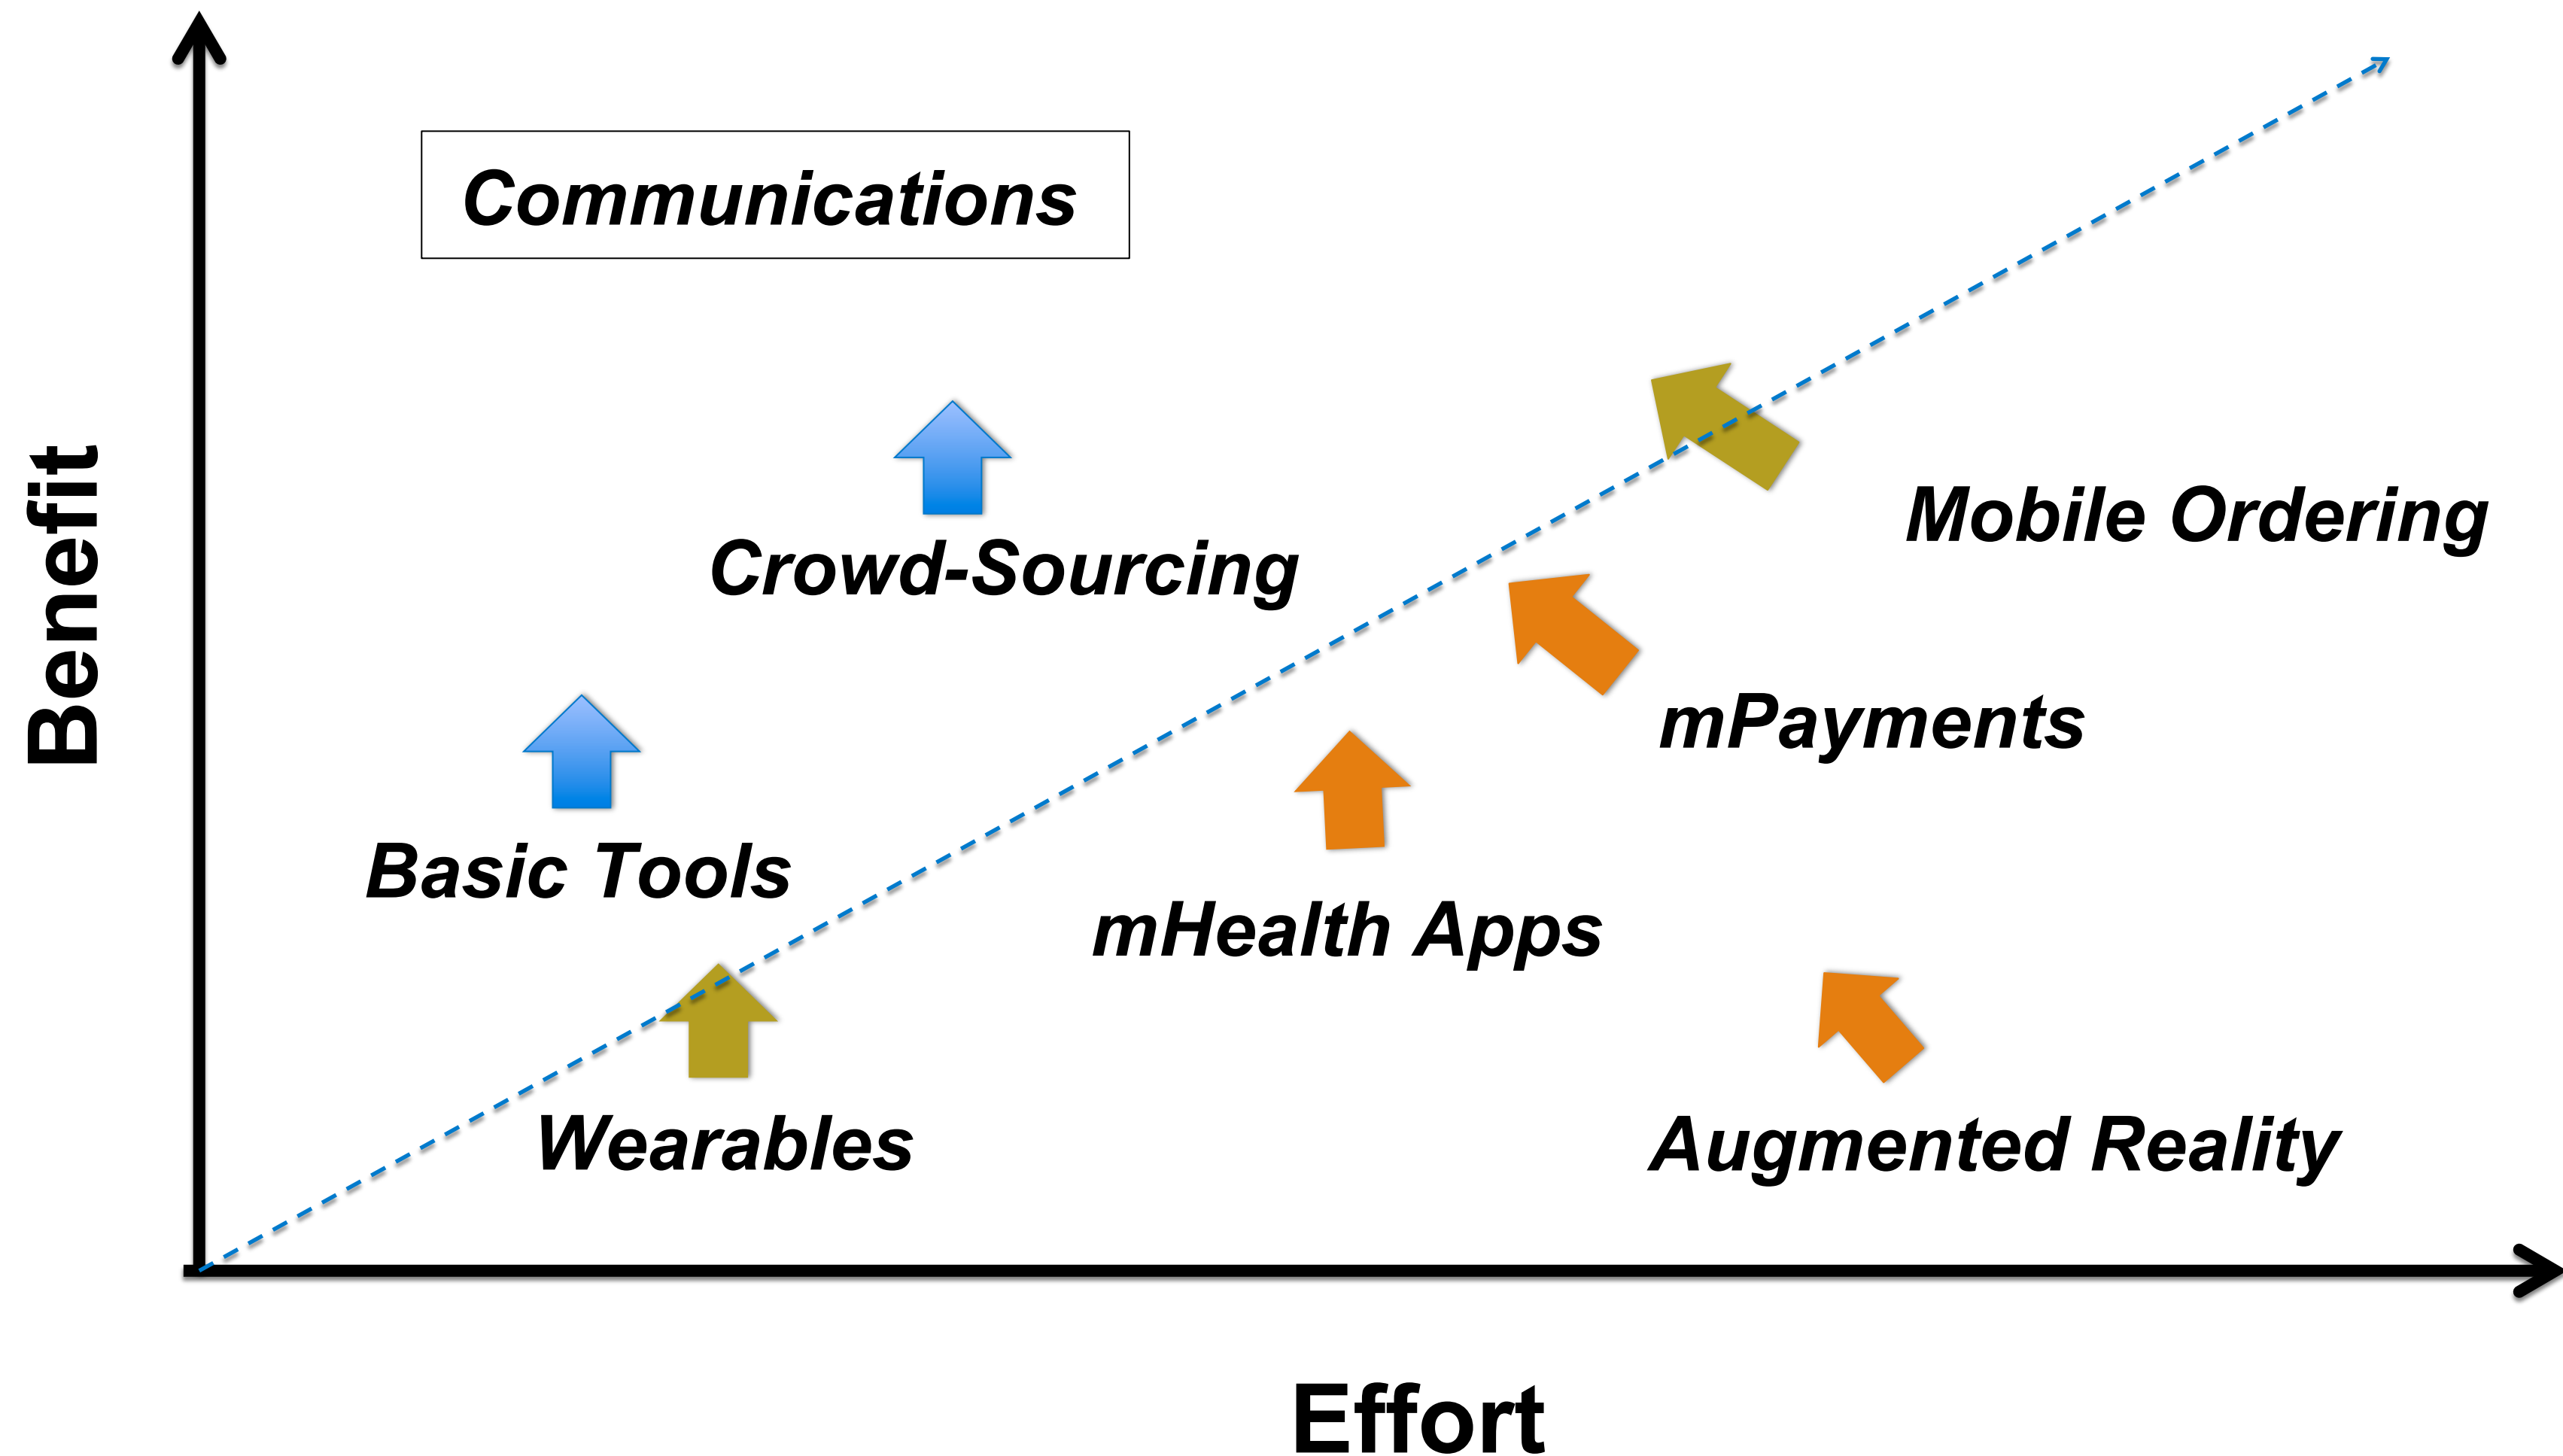 Communications
Benefit
Mobile Ordering
Crowd-Sourcing
mPayments
Basic Tools
mHealth Apps
Wearables
Augmented Reality
Effort